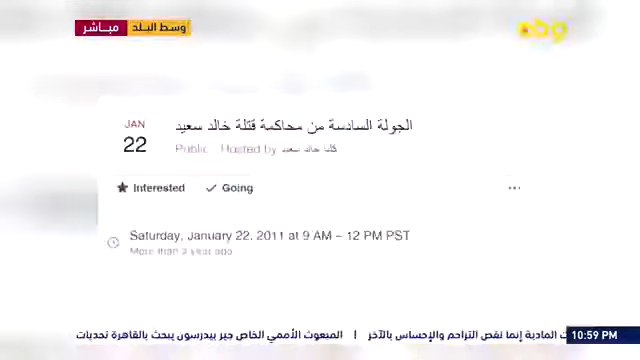 مباشر وسط البلد
وطن
JAN
22
الجولة السادسة من محاكمة قتلة خالد سعيد
Public Hosted by كلنا خالد سعيد
Interested
Going
Saturday, January 22, 2011 at 9 AM – 12 PM PST
More than a year ago
ت المادية إنما نقص التراحم والإحساس بالآخر | المبعوث الأممي الخاص جير بيدرسون يبحث بالقاهرة تحديات
10:59 PM